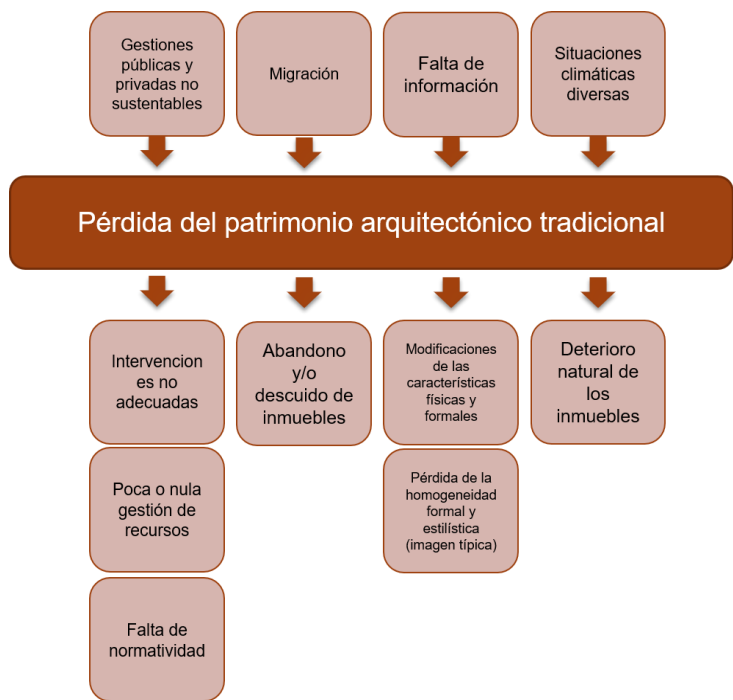 Gestiones
públicas y
privadas no
sustentables
Migración
Falta de
información
Situaciones
climáticas
diversas
Pérdida del patrimonio arquitectónico tradicional
Intervencion
es no
adecuadas
Abandono
y/o
descuido de
inmuebles
Modificaciones
de las
características
físicas y
formales
Deterioro
natural de
los
inmuebles
Poca o nula
gestión de
recursos
Pérdida de la
homogeneidad
formal y
estilística
(imagen típica)
Falta de
normatividad